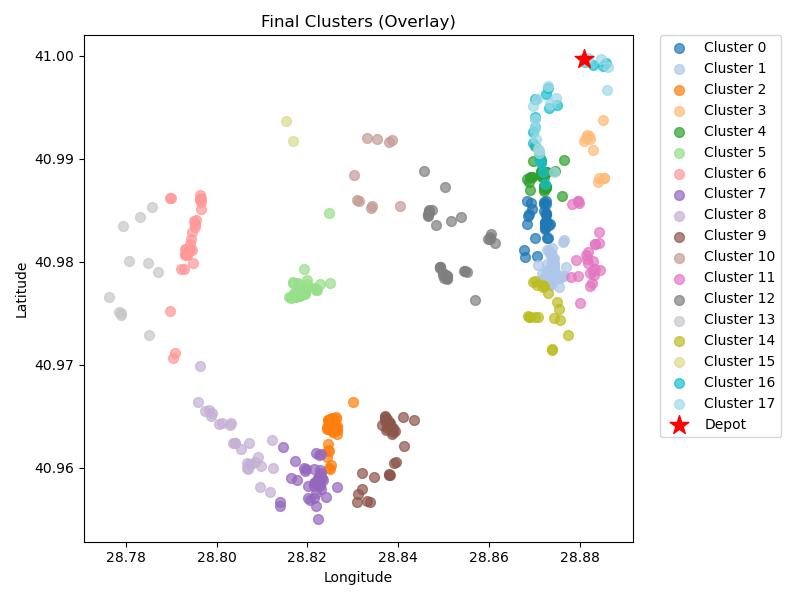 Final Clusters (Overlay)
41.00
40.99
40.98
40.97
40.96
Latitude
28.78 28.80 28.82 28.84 28.86 28.88
Longitude
Cluster 0
Cluster 1
Cluster 2
Cluster 3
Cluster 4
Cluster 5
Cluster 6
Cluster 7
Cluster 8
Cluster 9
Cluster 10
Cluster 11
Cluster 12
Cluster 13
Cluster 14
Cluster 15
Cluster 16
Cluster 17
Depot